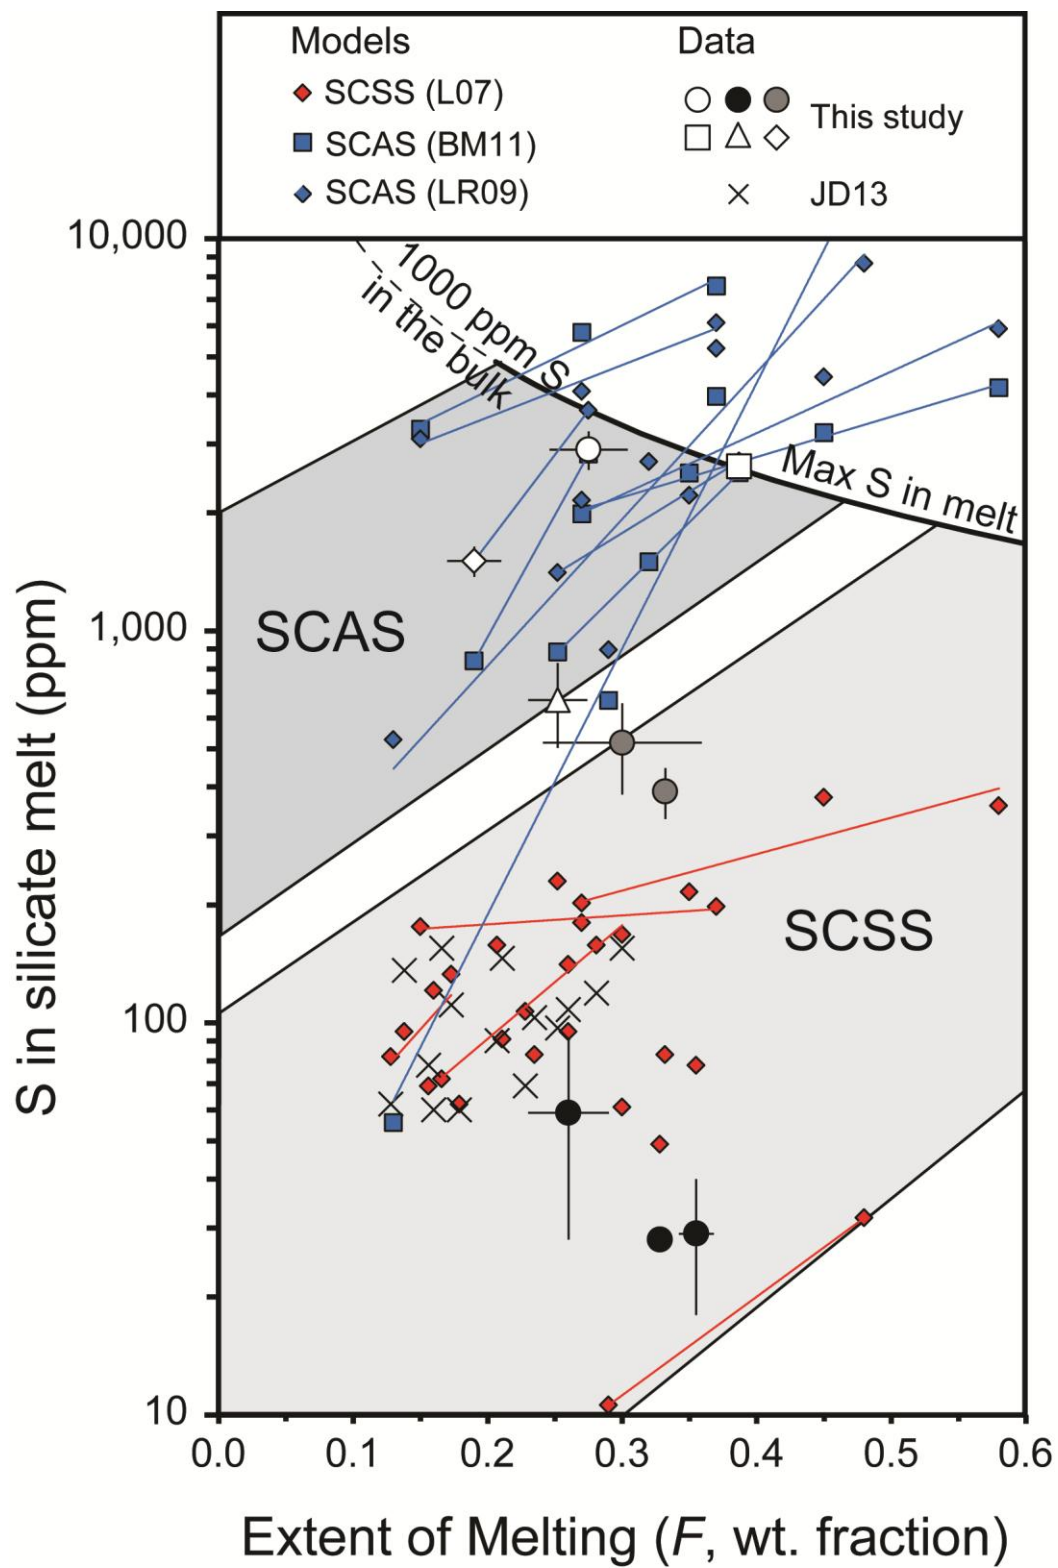 Models
Data
SCSS (L07)
SCAS (BM11)
SCAS (LR09)
This study
JD13
10,000
1000 ppm S
in the bulk
Max S in melt
SCAS
1,000
SCSS
100
10
S in silicate melt (ppm)
0.0 0.1 0.2 0.3 0.4 0.5 0.6
Extent of Melting (F, wt. fraction)